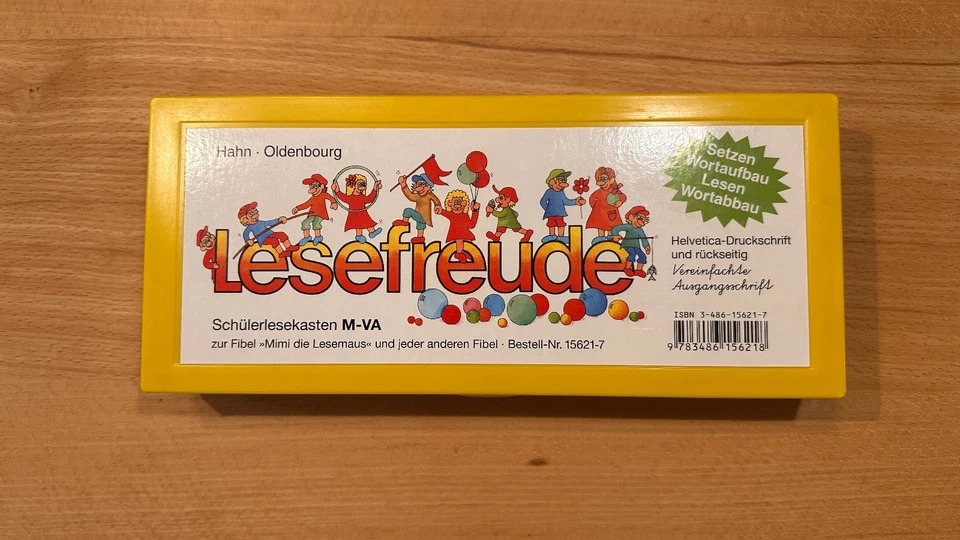 Hahn · Oldenbourg
Setzen
Wortaufbau
Lesen
Wortabbau
Lesefreude
Helvetica-Druckschrift
und rückseitig
Vereinfachte
Ausgangsschrift
Schülerlesekasten M-VA
zur Fibel »Mimi die Lesemaus« und jeder anderen Fibel · Bestell-Nr. 15621-7
ISBN 3-486-15621-7
9 783486 156218